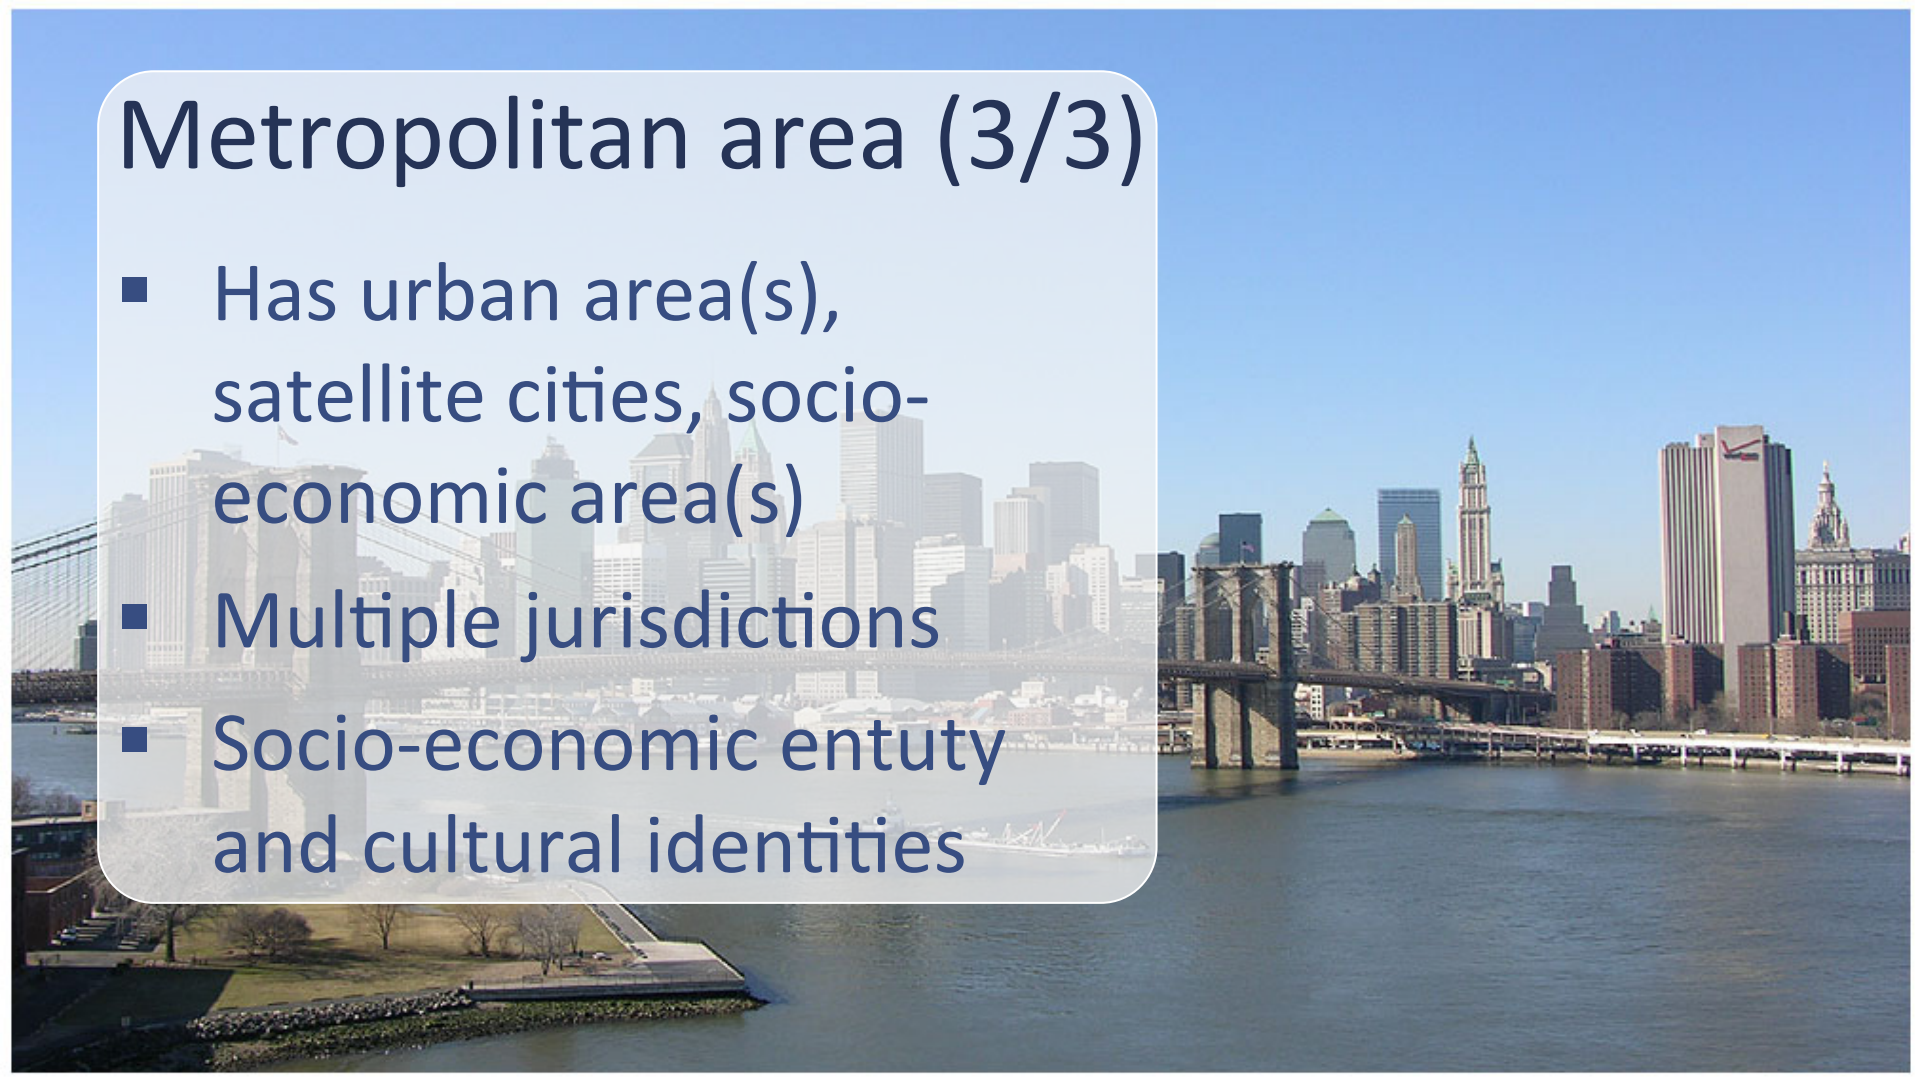 Metropolitan area (3/3)
▪ Has urban area(s),
satellite cities, socio-
economic area(s)
▪ Multiple jurisdictions
▪ Socio-economic entuty
and cultural identities
verizon